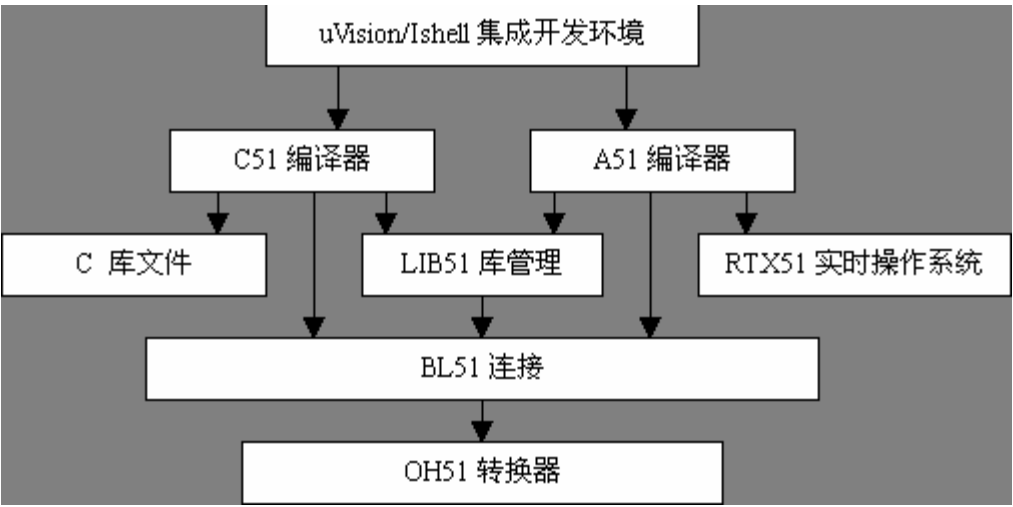 uVision/Ishell 集成开发环境
C51 编译器
A51 编译器
C 库文件
LIB51 库管理
RTX51 实时操作系统
BL51 连接
OH51 转换器